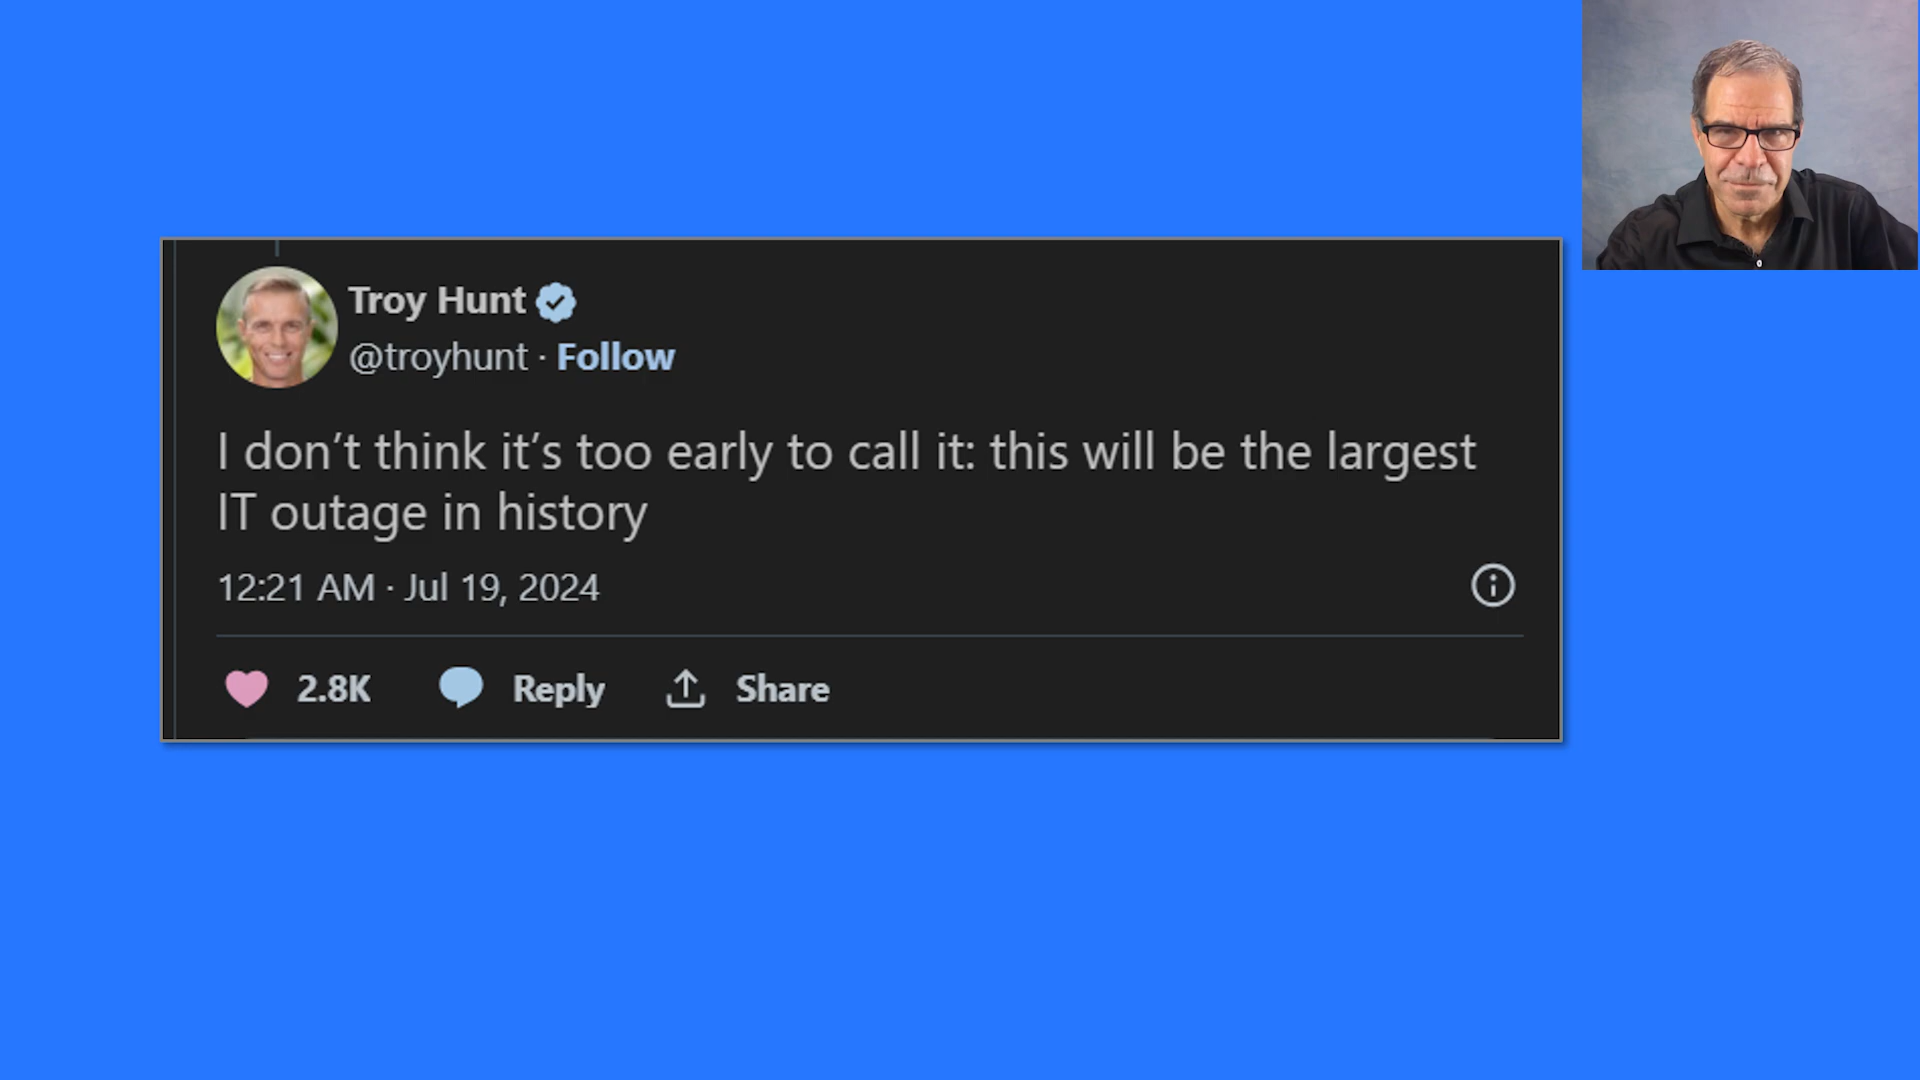 Troy Hunt
@troyhunt · Follow
I don’t think it’s too early to call it: this will be the largest
IT outage in history
12:21 AM · Jul 19, 2024
2.8K Reply Share